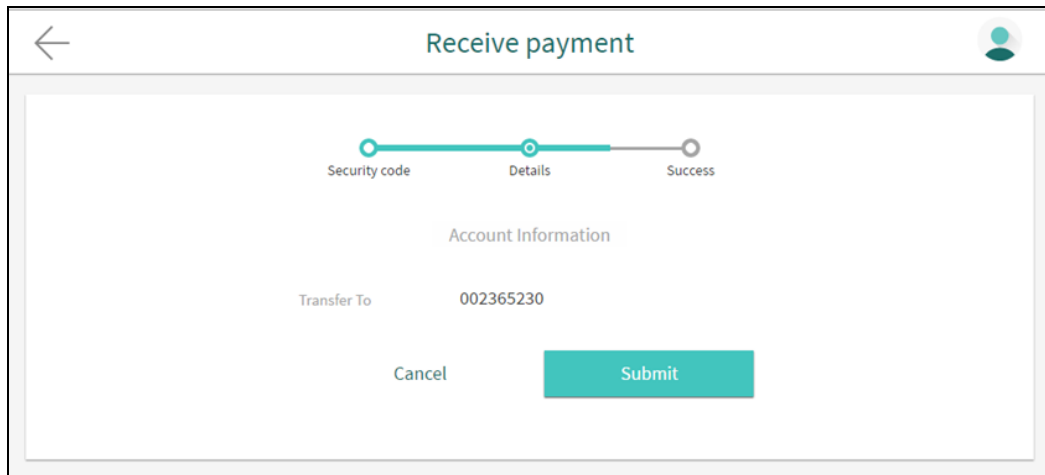 Receive payment
Security code Details Success
Account Information
Transfer To 002365230
Cancel Submit